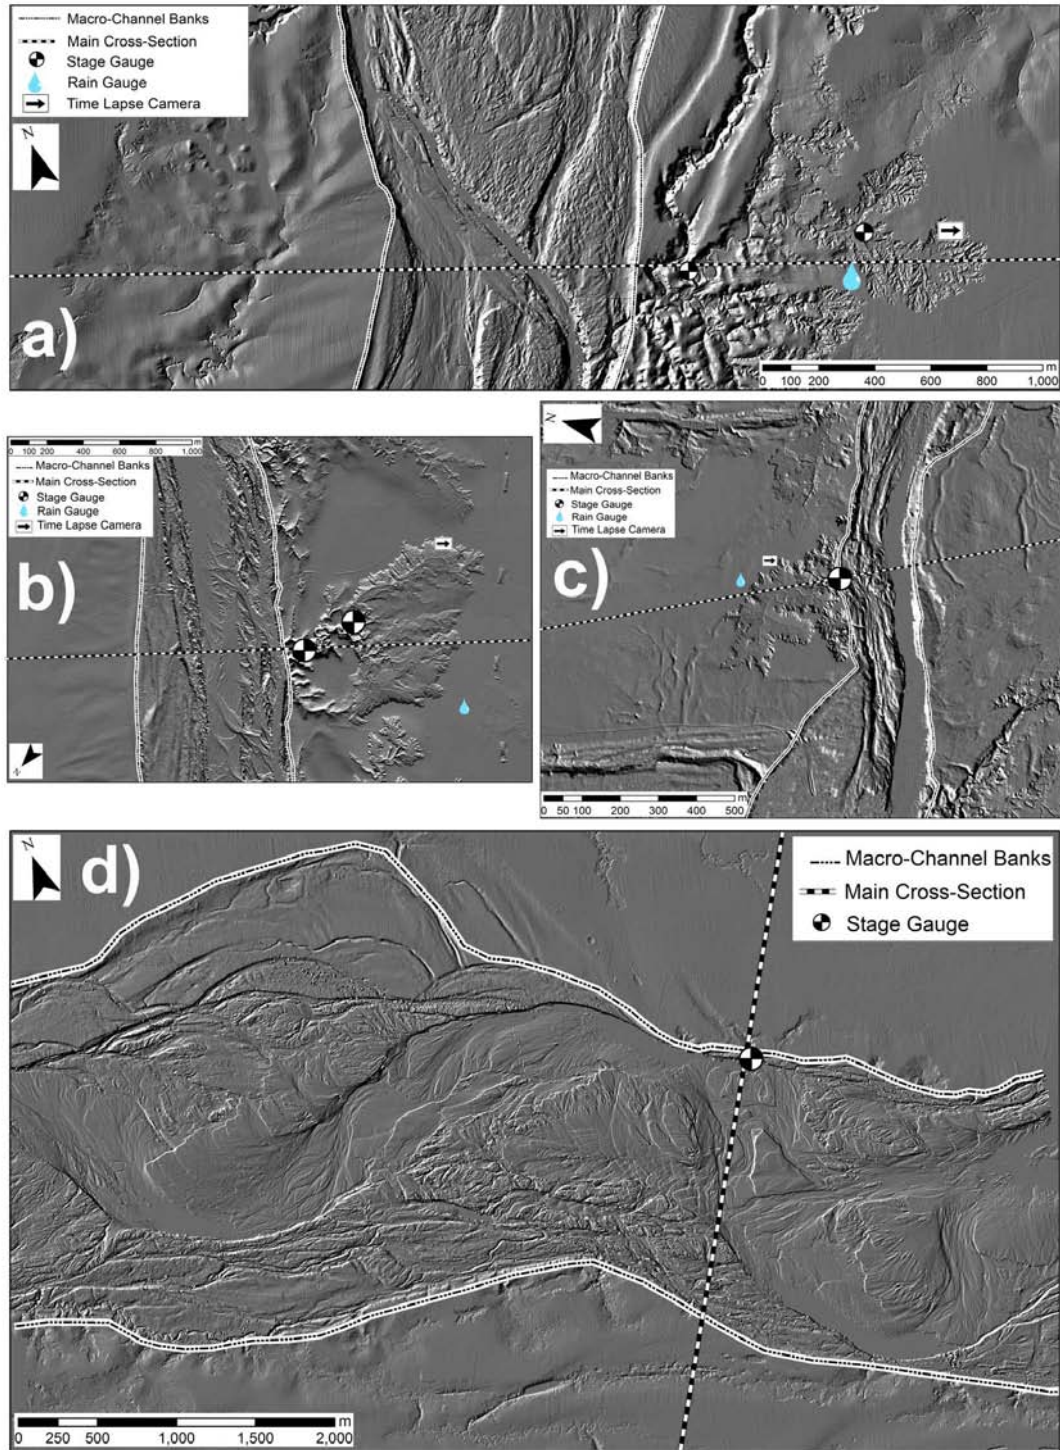 Macro-Channel Banks
Main Cross-Section
Stage Gauge
Rain Gauge
Time Lapse Camera
N
a)
0 100 200 400 600 800 1,000
m
0 100 200 400 600 800 1,000
m
Macro-Channel Banks
Main Cross-Section
Stage Gauge
Rain Gauge
Time Lapse Camera
b)
N
N
Macro-Channel Banks
Main Cross-Section
Stage Gauge
Rain Gauge
Time Lapse Camera
c)
0 50 100 200 300 400 500
m
N
d)
Macro-Channel Banks
Main Cross-Section
Stage Gauge
0 250 500 1,000 1,500 2,000
m